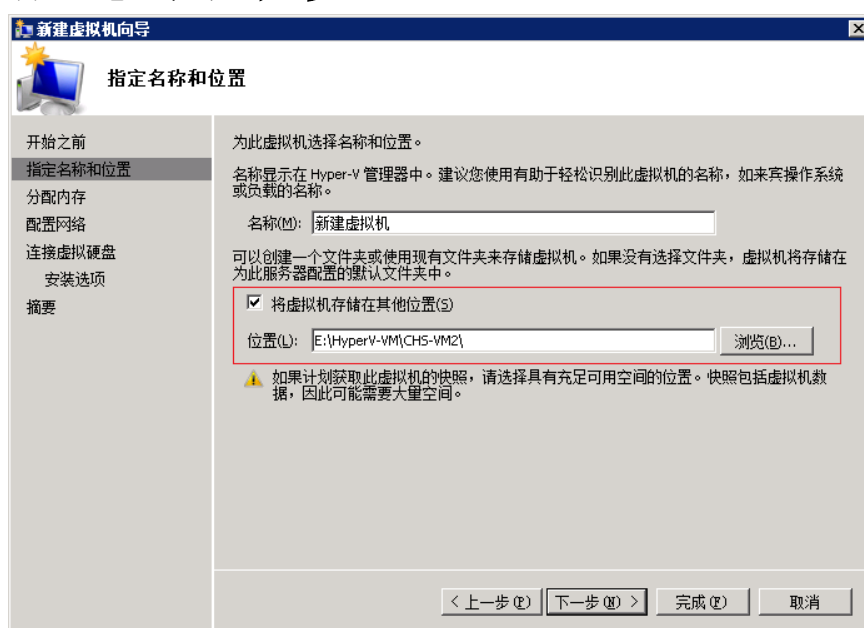 新建虚拟机向导
指定名称和位置
开始之前
指定名称和位置
分配内存
配置网络
连接虚拟硬盘
安装选项
摘要
为此虚拟机选择名称和位置。
名称显示在 Hyper-V 管理器中。建议您使用有助于轻松识别此虚拟机的名称，如来宾操作系统
或负载的名称。
名称(M): 新建虚拟机
可以创建一个文件夹或使用现有文件夹来存储虚拟机。如果没有选择文件夹，虚拟机将存储在
为此服务器配置的默认文件夹中。
将虚拟机存储在其他位置(S)
位置(L): E:\HyperV-VM\CHS-VM2\ 浏览(B)...
如果计划获取此虚拟机的快照，请选择具有充足可用空间的位置。快照包括虚拟机数
据，因此可能需要大量空间。
< 上一步(P) 下一步(N) > 完成(F) 取消